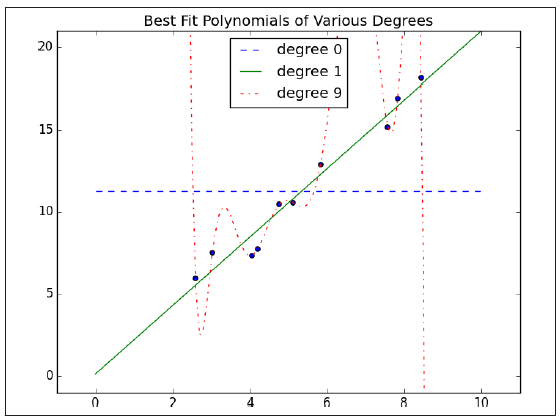 Best Fit Polynomials of Various Degrees
degree 0
degree 1
degree 9
20
15
10
5
0
0 2 4 6 8 10